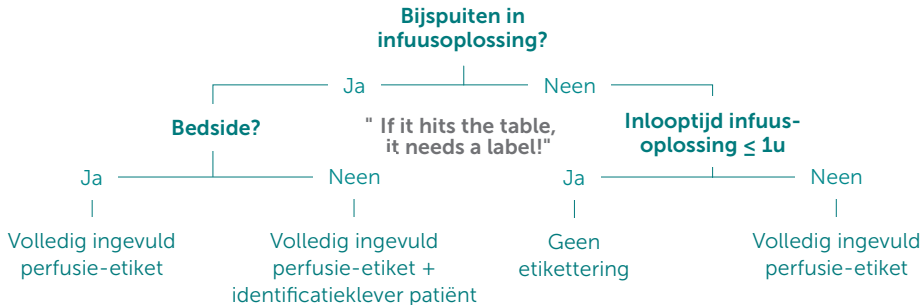 Bijspuiten in
infuusoplossing?
Ja
Neen
Bedside?
" If it hits the table,
it needs a label!"
Inlooptijd infuus-
oplossing ≤ 1u
Ja
Neen
Ja
Neen
Volledig ingevuld
perfusie-etiket
Volledig ingevuld
perfusie-etiket +
identificatieklever patiënt
Geen
etikettering
Volledig ingevuld
perfusie-etiket